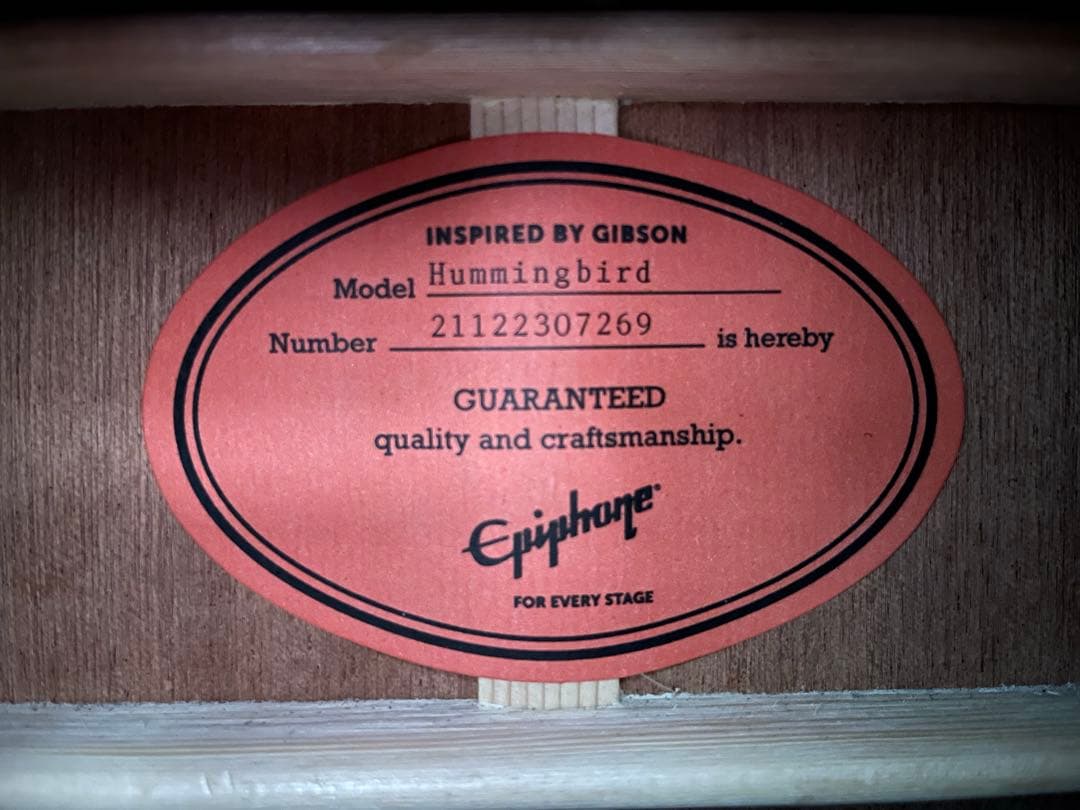 INSPIRED BY GIBSON
Model Hummingbird
Number 21122307269 is hereby
GUARANTEED
quality and craftsmanship.
Epiphone
FOR EVERY STAGE